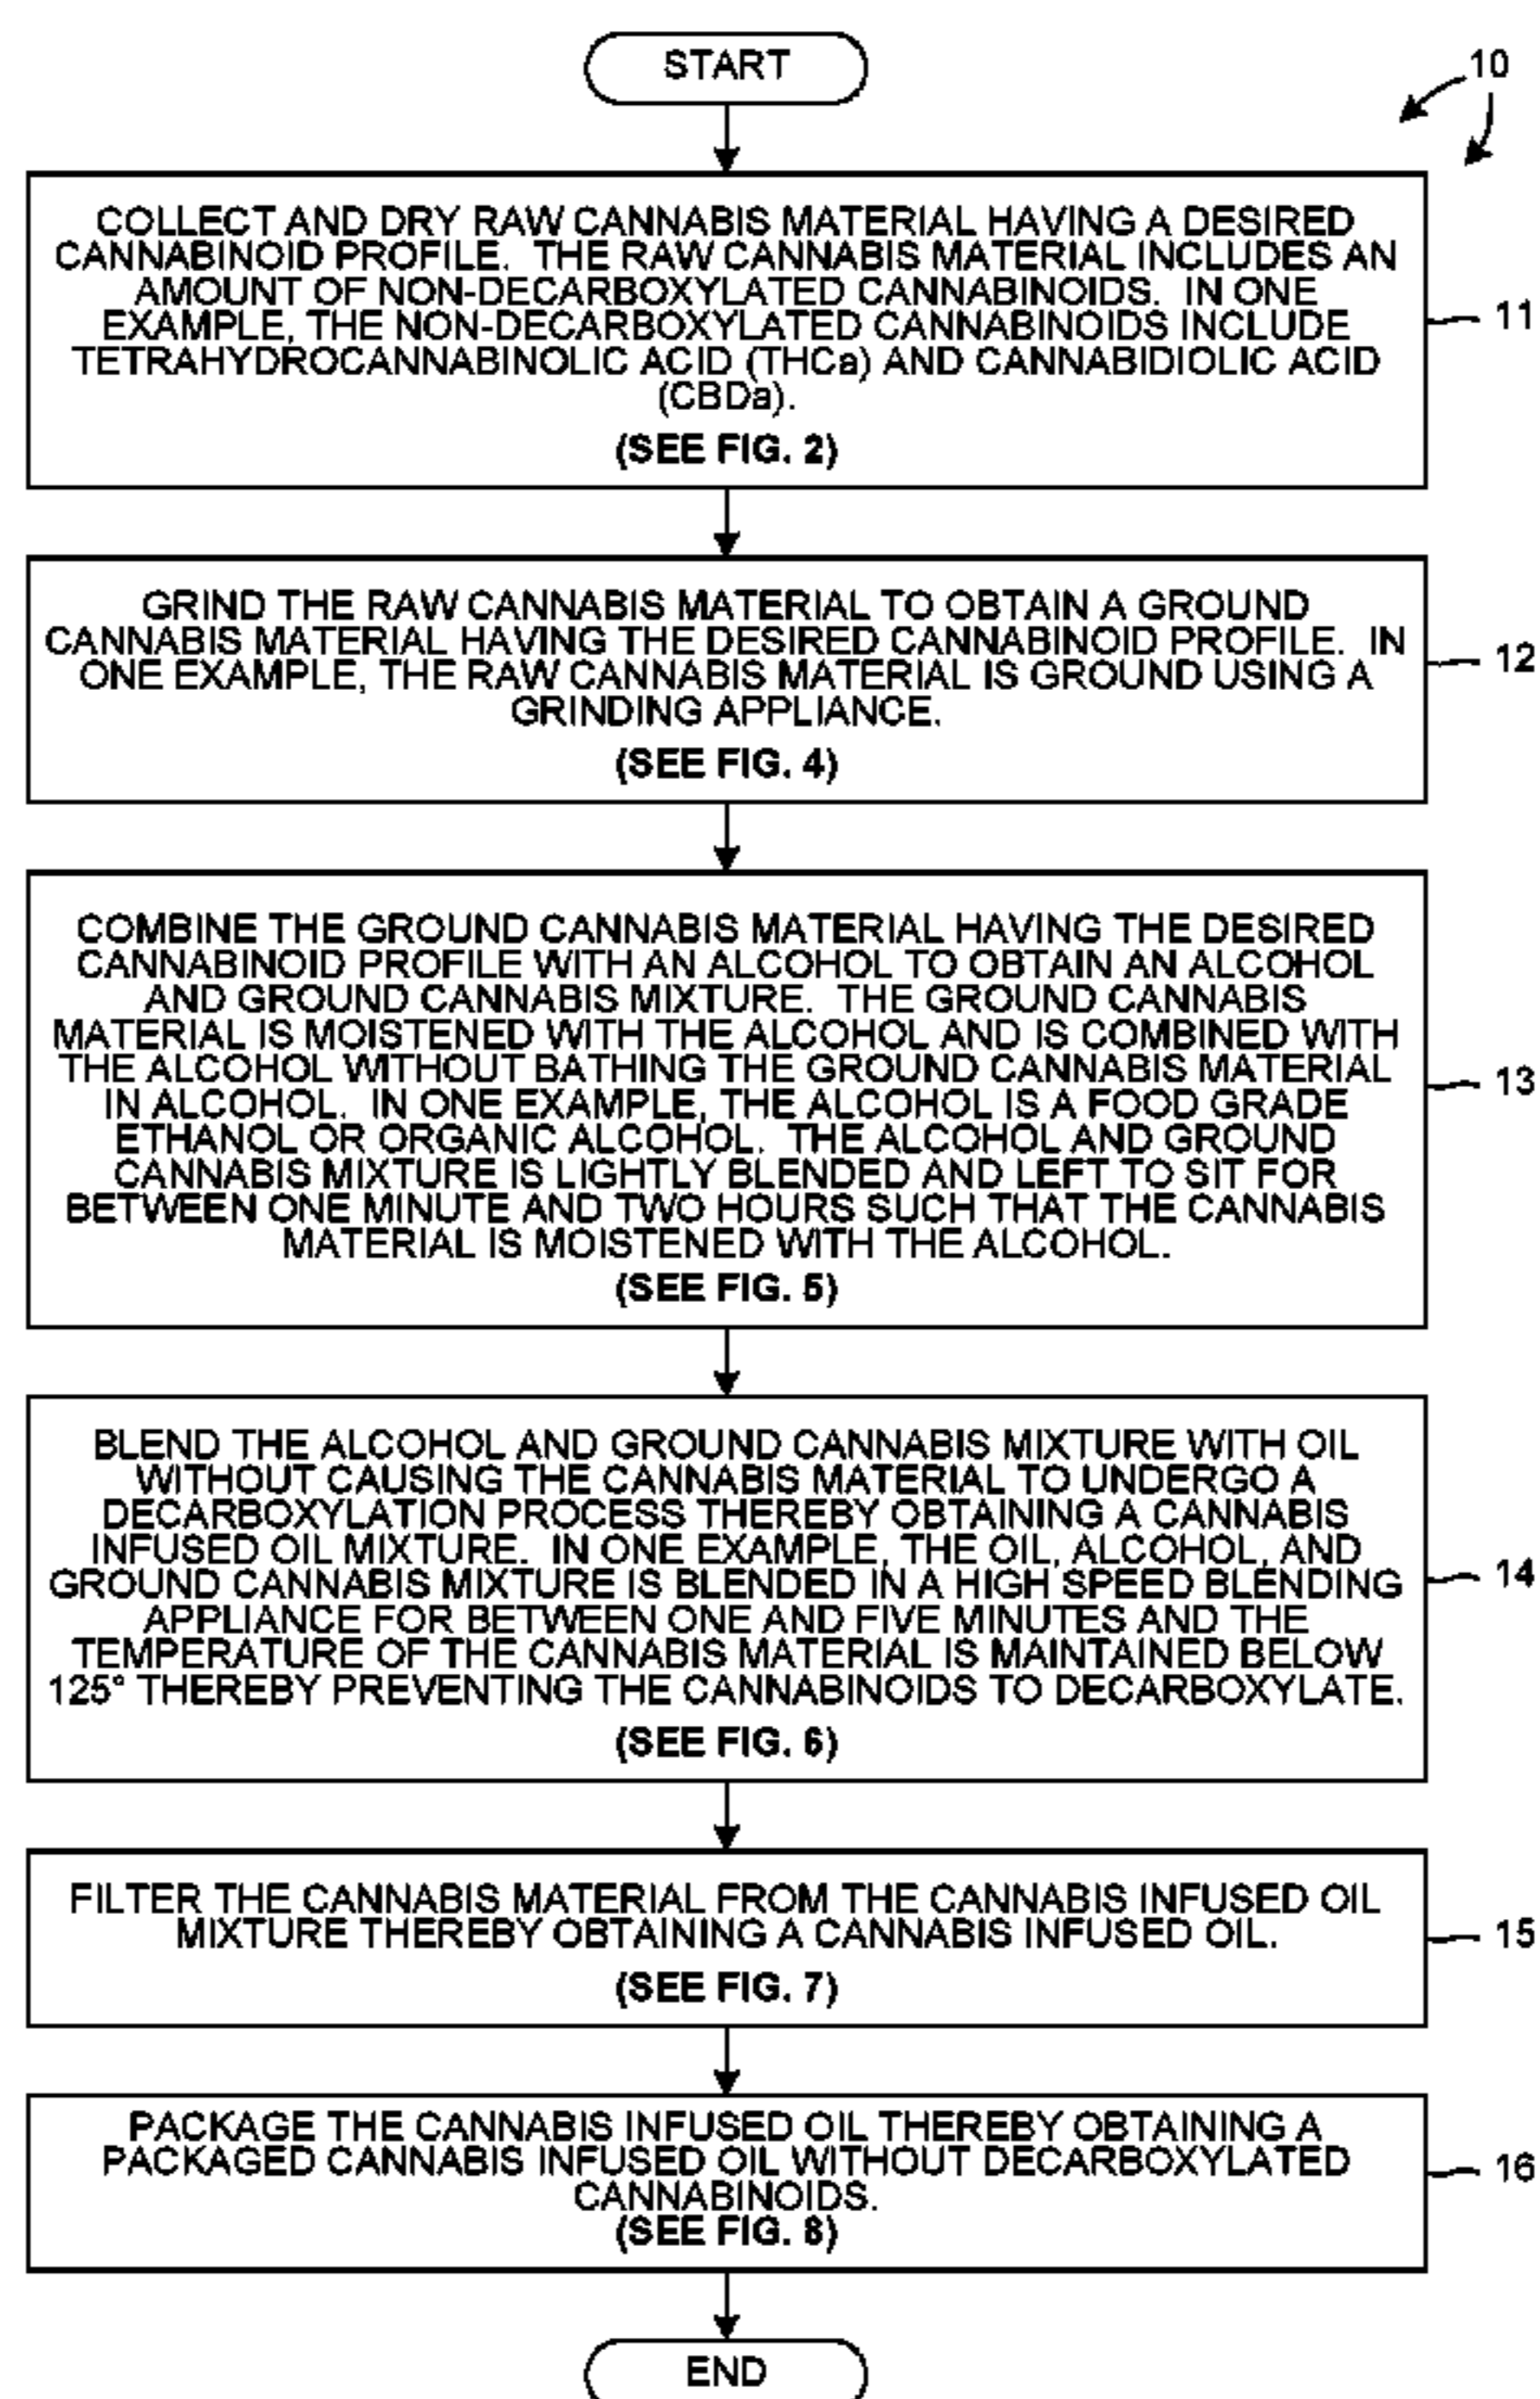 START
10
COLLECT AND DRY RAW CANNABIS MATERIAL HAVING A DESIRED
CANNABINOID PROFILE. THE RAW CANNABIS MATERIAL INCLUDES AN
AMOUNT OF NON-DECARBOXYLATED CANNABINOIDS. IN ONE
EXAMPLE, THE NON-DECARBOXYLATED CANNABINOIDS INCLUDE
TETRAHYDROCANNABINOLIC ACID (THCa) AND CANNABIDIOLIC ACID
(CBDa).
(SEE FIG. 2)
11
GRIND THE RAW CANNABIS MATERIAL TO OBTAIN A GROUND
CANNABIS MATERIAL HAVING THE DESIRED CANNABINOID PROFILE. IN
ONE EXAMPLE, THE RAW CANNABIS MATERIAL IS GROUND USING A
GRINDING APPLIANCE.
(SEE FIG. 4)
12
COMBINE THE GROUND CANNABIS MATERIAL HAVING THE DESIRED
CANNABINOID PROFILE WITH AN ALCOHOL TO OBTAIN AN ALCOHOL
AND GROUND CANNABIS MIXTURE. THE GROUND CANNABIS
MATERIAL IS MOISTENED WITH THE ALCOHOL AND IS COMBINED WITH
THE ALCOHOL WITHOUT BATHING THE GROUND CANNABIS MATERIAL
IN ALCOHOL. IN ONE EXAMPLE, THE ALCOHOL IS A FOOD GRADE
ETHANOL OR ORGANIC ALCOHOL. THE ALCOHOL AND GROUND
CANNABIS MIXTURE IS LIGHTLY BLENDED AND LEFT TO SIT FOR
BETWEEN ONE MINUTE AND TWO HOURS SUCH THAT THE CANNABIS
MATERIAL IS MOISTENED WITH THE ALCOHOL.
(SEE FIG. 5)
13
BLEND THE ALCOHOL AND GROUND CANNABIS MIXTURE WITH OIL
WITHOUT CAUSING THE CANNABIS MATERIAL TO UNDERGO A
DECARBOXYLATION PROCESS THEREBY OBTAINING A CANNABIS
INFUSED OIL MIXTURE. IN ONE EXAMPLE, THE OIL, ALCOHOL, AND
GROUND CANNABIS MIXTURE IS BLENDED IN A HIGH SPEED BLENDING
APPLIANCE FOR BETWEEN ONE AND FIVE MINUTES AND THE
TEMPERATURE OF THE CANNABIS MATERIAL IS MAINTAINED BELOW
125° THEREBY PREVENTING THE CANNABINOIDS TO DECARBOXYLATE.
(SEE FIG. 6)
14
FILTER THE CANNABIS MATERIAL FROM THE CANNABIS INFUSED OIL
MIXTURE THEREBY OBTAINING A CANNABIS INFUSED OIL.
(SEE FIG. 7)
15
PACKAGE THE CANNABIS INFUSED OIL THEREBY OBTAINING A
PACKAGED CANNABIS INFUSED OIL WITHOUT DECARBOXYLATED
CANNABINOIDS.
(SEE FIG. 8)
16
END